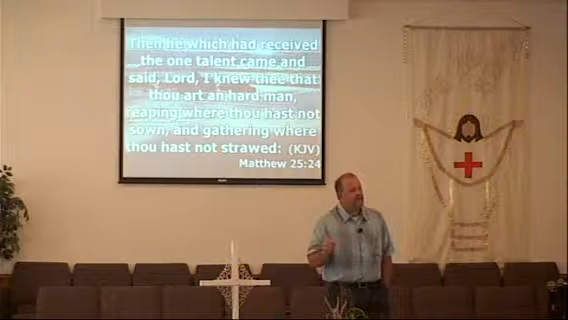 Then he which had received
the one talent came and
said, Lord, I knew thee that
thou art an hard man,
reaping where thou hast not
sown, and gathering where
thou hast not strawed: (KJV)
Matthew 25:24